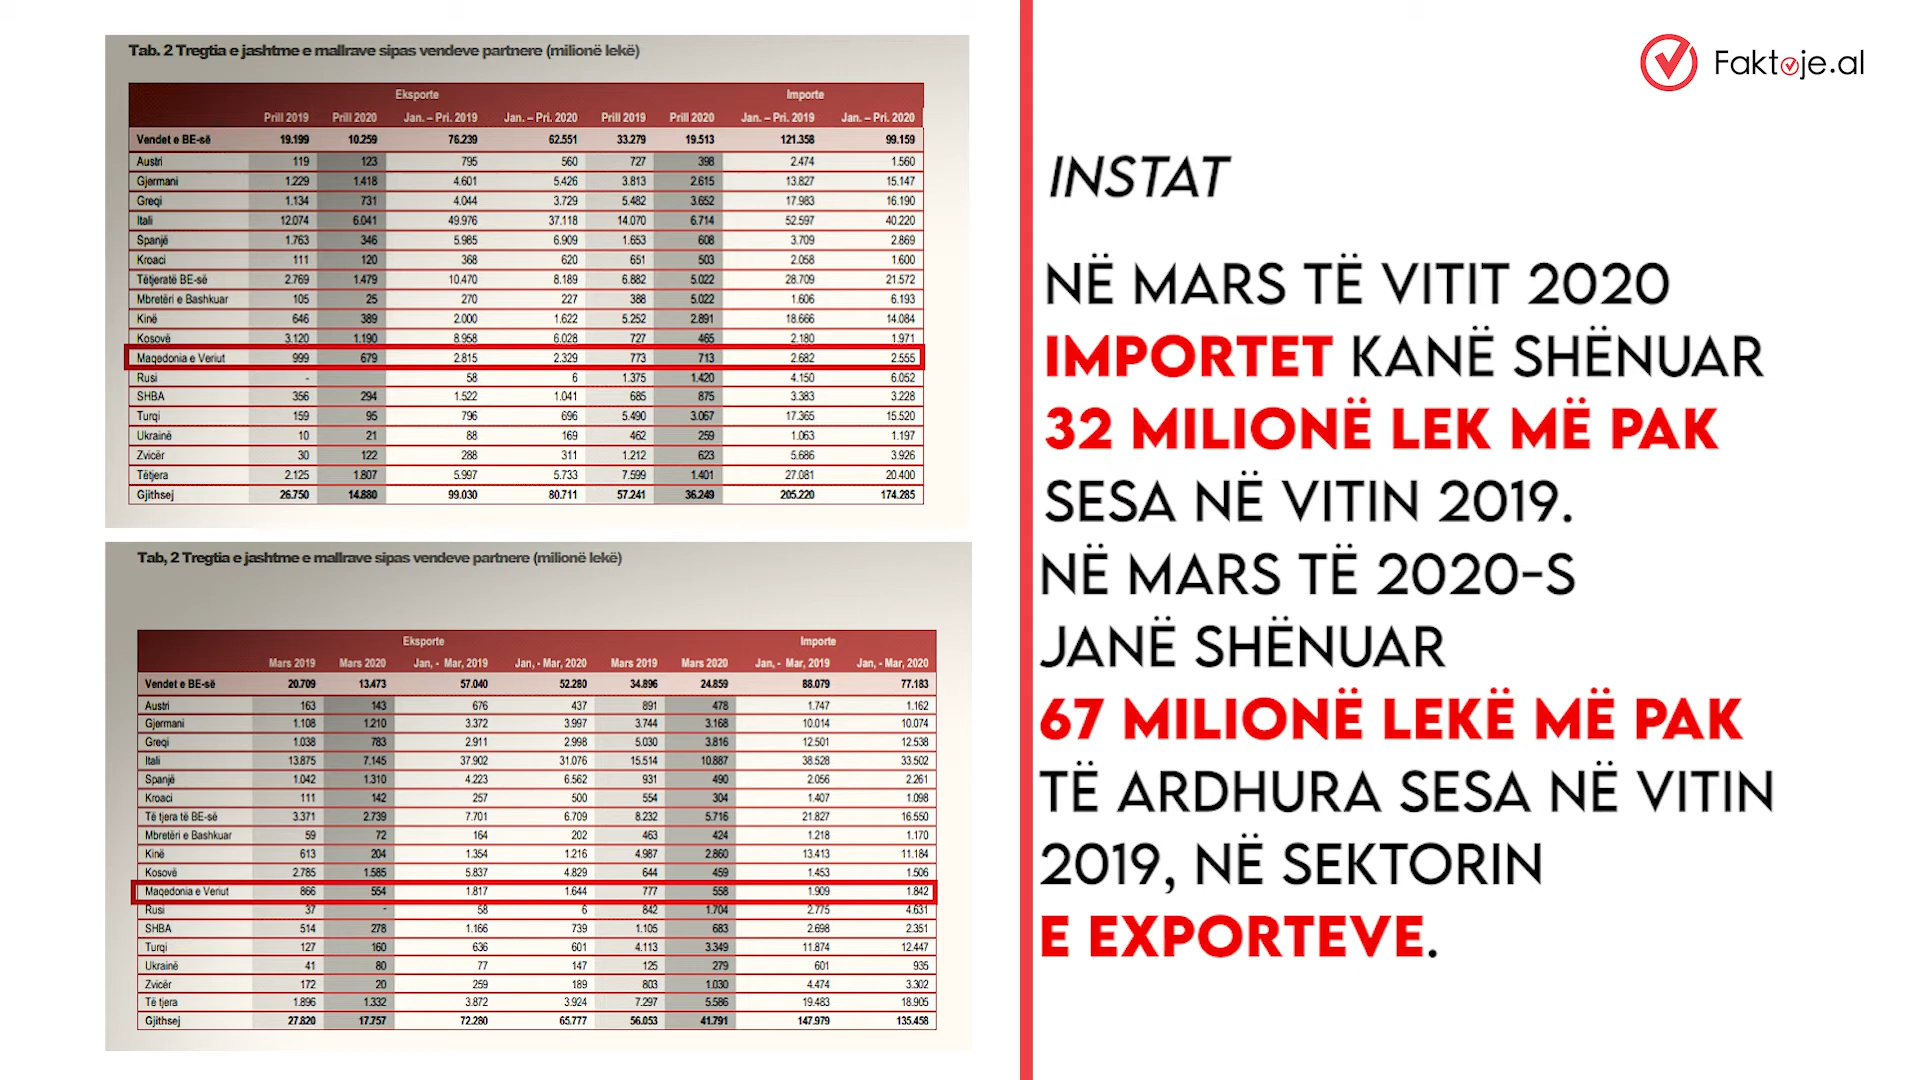 Tab. 2 Tregtia e jashtme e mallrave sipas vendeve partnere (milionë lekë)
Eksporte Importe
Prill 2019 Prill 2020 Jan. – Pri. 2019 Jan. – Pri. 2020 Prill 2019 Prill 2020 Jan. – Pri. 2019 Jan. – Pri. 2020
Vendet e BE-së 19.199 10.259 76.239 62.551 33.279 19.513 121.358 99.159
Austri 119 123 795 560 727 398 2.474 1.560
Gjermani 1.229 1.418 4.601 5.426 3.813 2.615 13.827 15.147
Greqi 1.134 731 4.044 3.729 5.482 3.652 17.983 16.190
Itali 12.074 6.041 49.976 37.118 14.070 6.714 52.597 40.220
Spanjë 1.763 346 5.985 6.909 1.653 608 3.709 2.869
Kroaci 111 120 368 620 651 503 2.058 1.600
Tëtjeratë BE-së 2.769 1.479 10.470 8.189 6.882 5.022 28.709 21.572
Mbretëri e Bashkuar 105 25 270 227 388 5.022 1.606 6.193
Kinë 646 389 2.000 1.622 5.252 2.891 18.666 14.084
Kosovë 3.120 1.190 8.958 6.028 727 465 2.180 1.971
Maqedonia e Veriut 999 679 2.815 2.329 773 713 2.682 2.555
Rusi - 58 6 1.375 1.420 4.150 6.052
SHBA 356 294 1.522 1.041 685 875 3.383 3.228
Turqi 159 95 796 696 5.490 3.067 17.365 15.520
Ukrainë 10 21 88 169 462 259 1.063 1.197
Zvicër 30 122 288 311 1.212 623 5.686 3.926
Tëtjera 2.125 1.807 5.997 5.733 7.599 1.401 27.081 20.400
Gjithsej 26.750 14.880 99.030 80.711 57.241 36.249 205.220 174.285
Tab, 2 Tregtia e jashtme e mallrave sipas vendeve partnere (milionë lekë)
Eksporte Importe
Mars 2019 Mars 2020 Jan, - Mar, 2019 Jan, - Mar, 2020 Mars 2019 Mars 2020 Jan, - Mar, 2019 Jan, - Mar, 2020
Vendet e BE-së 20.709 13.473 57.040 52.280 34.896 24.859 88.079 77.183
Austri 163 143 676 437 891 478 1.747 1.162
Gjermani 1.108 1.210 3.372 3.997 3.744 3.168 10.014 10.074
Greqi 1.038 783 2.911 2.998 5.030 3.816 12.501 12.538
Itali 13.875 7.145 37.902 31.076 15.514 10.887 38.528 33.502
Spanjë 1.042 1.310 4.223 6.562 931 490 2.056 2.261
Kroaci 111 142 257 500 554 304 1.407 1.098
Të tjera të BE-së 3.371 2.739 7.701 6.709 8.232 5.716 21.827 16.550
Mbretëri e Bashkuar 59 72 164 202 463 424 1.218 1.170
Kinë 613 204 1.354 1.216 4.987 2.860 13.413 11.184
Kosovë 2.785 1.585 5.837 4.829 644 459 1.453 1.506
Maqedonia e Veriut 866 554 1.817 1.644 777 558 1.909 1.842
Rusi 37 - 58 6 842 1.704 2.775 4.631
SHBA 514 278 1.166 739 1.105 683 2.698 2.351
Turqi 127 160 636 601 4.113 3.349 11.874 12.447
Ukrainë 41 80 77 147 125 279 601 935
Zvicër 172 20 259 189 803 1.030 4.474 3.302
Të tjera 1.896 1.332 3.872 3.924 7.297 5.586 19.483 18.905
Gjithsej 27.820 17.757 72.280 65.777 56.053 41.791 147.979 135.458
Faktoje.al
INSTAT
NË MARS TË VITIT 2020
IMPORTET KANË SHËNUAR
32 MILIONË LEK MË PAK
SESA NË VITIN 2019.
NË MARS TË 2020-S
JANË SHËNUAR
67 MILIONË LEKË MË PAK
TË ARDHURA SESA NË VITIN
2019, NË SEKTORIN
E EXPORTEVE.